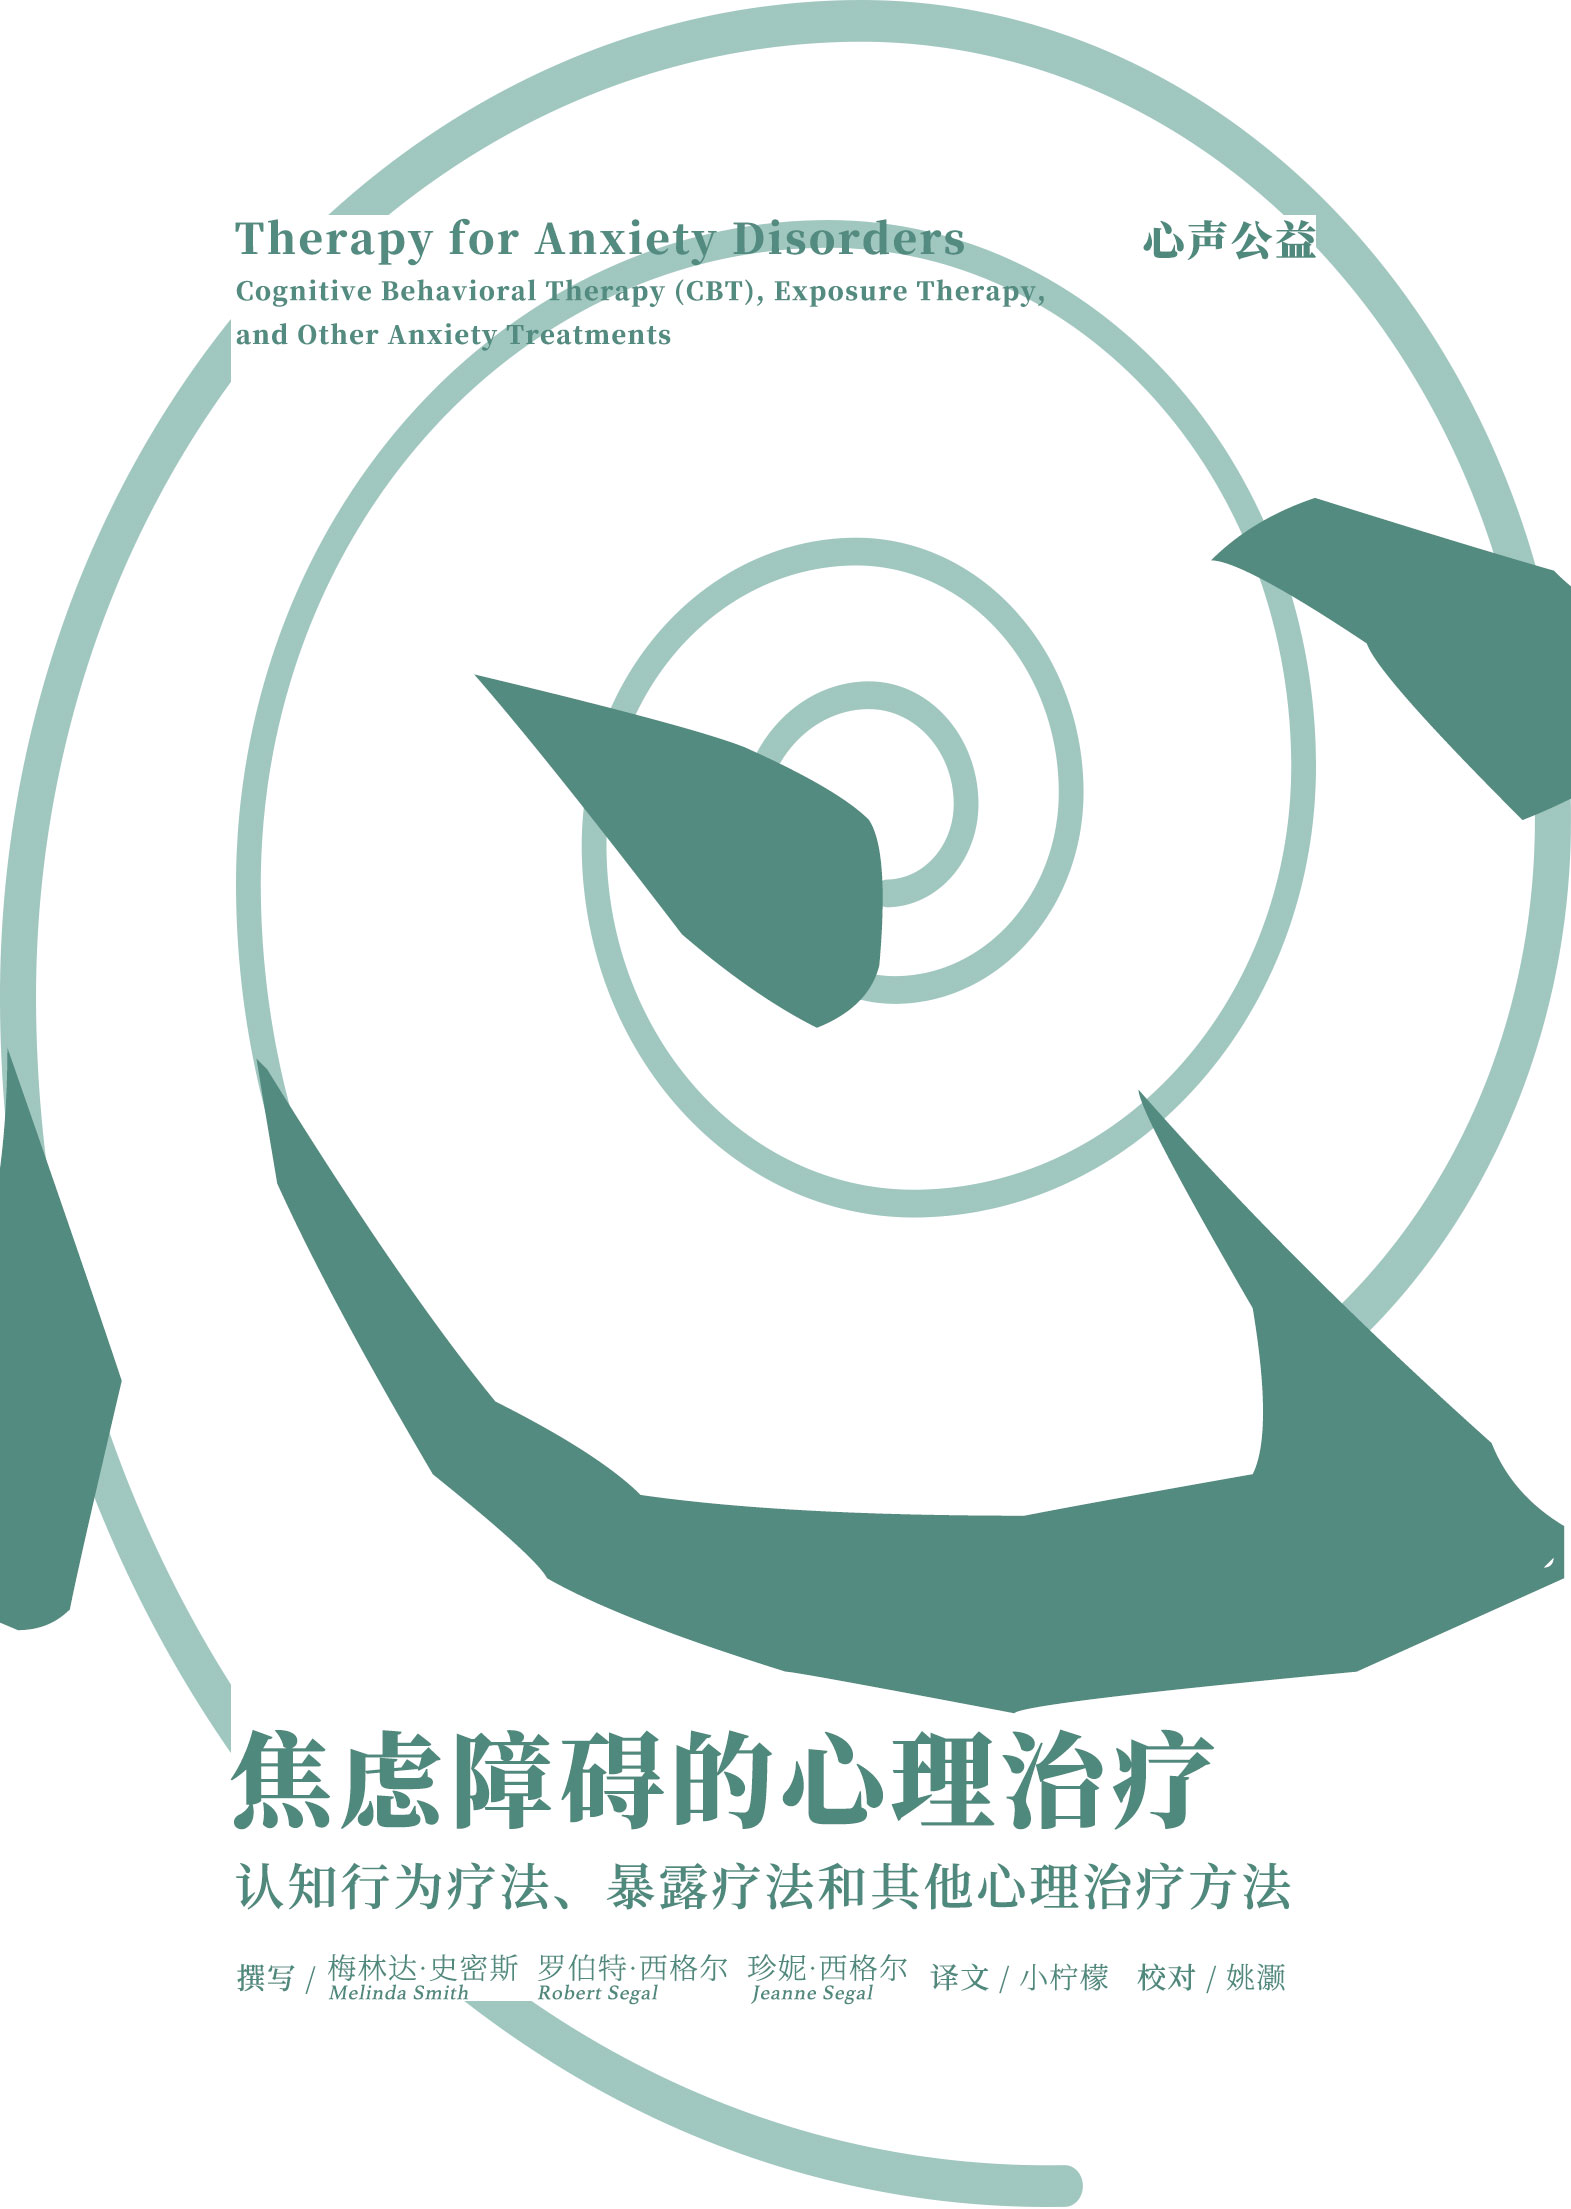 Therapy for Anxiety Disorders
心声公益
Cognitive Behavioral Therapy (CBT), Exposure Therapy,
and Other Anxiety Treatments
焦虑障碍的心理治疗
认知行为疗法、暴露疗法和其他心理治疗方法
撰写 / 梅林达·史密斯 罗伯特·西格尔 珍妮·西格尔 译文 / 小柠檬 校对 / 姚灏
Melinda Smith Robert Segal Jeanne Segal